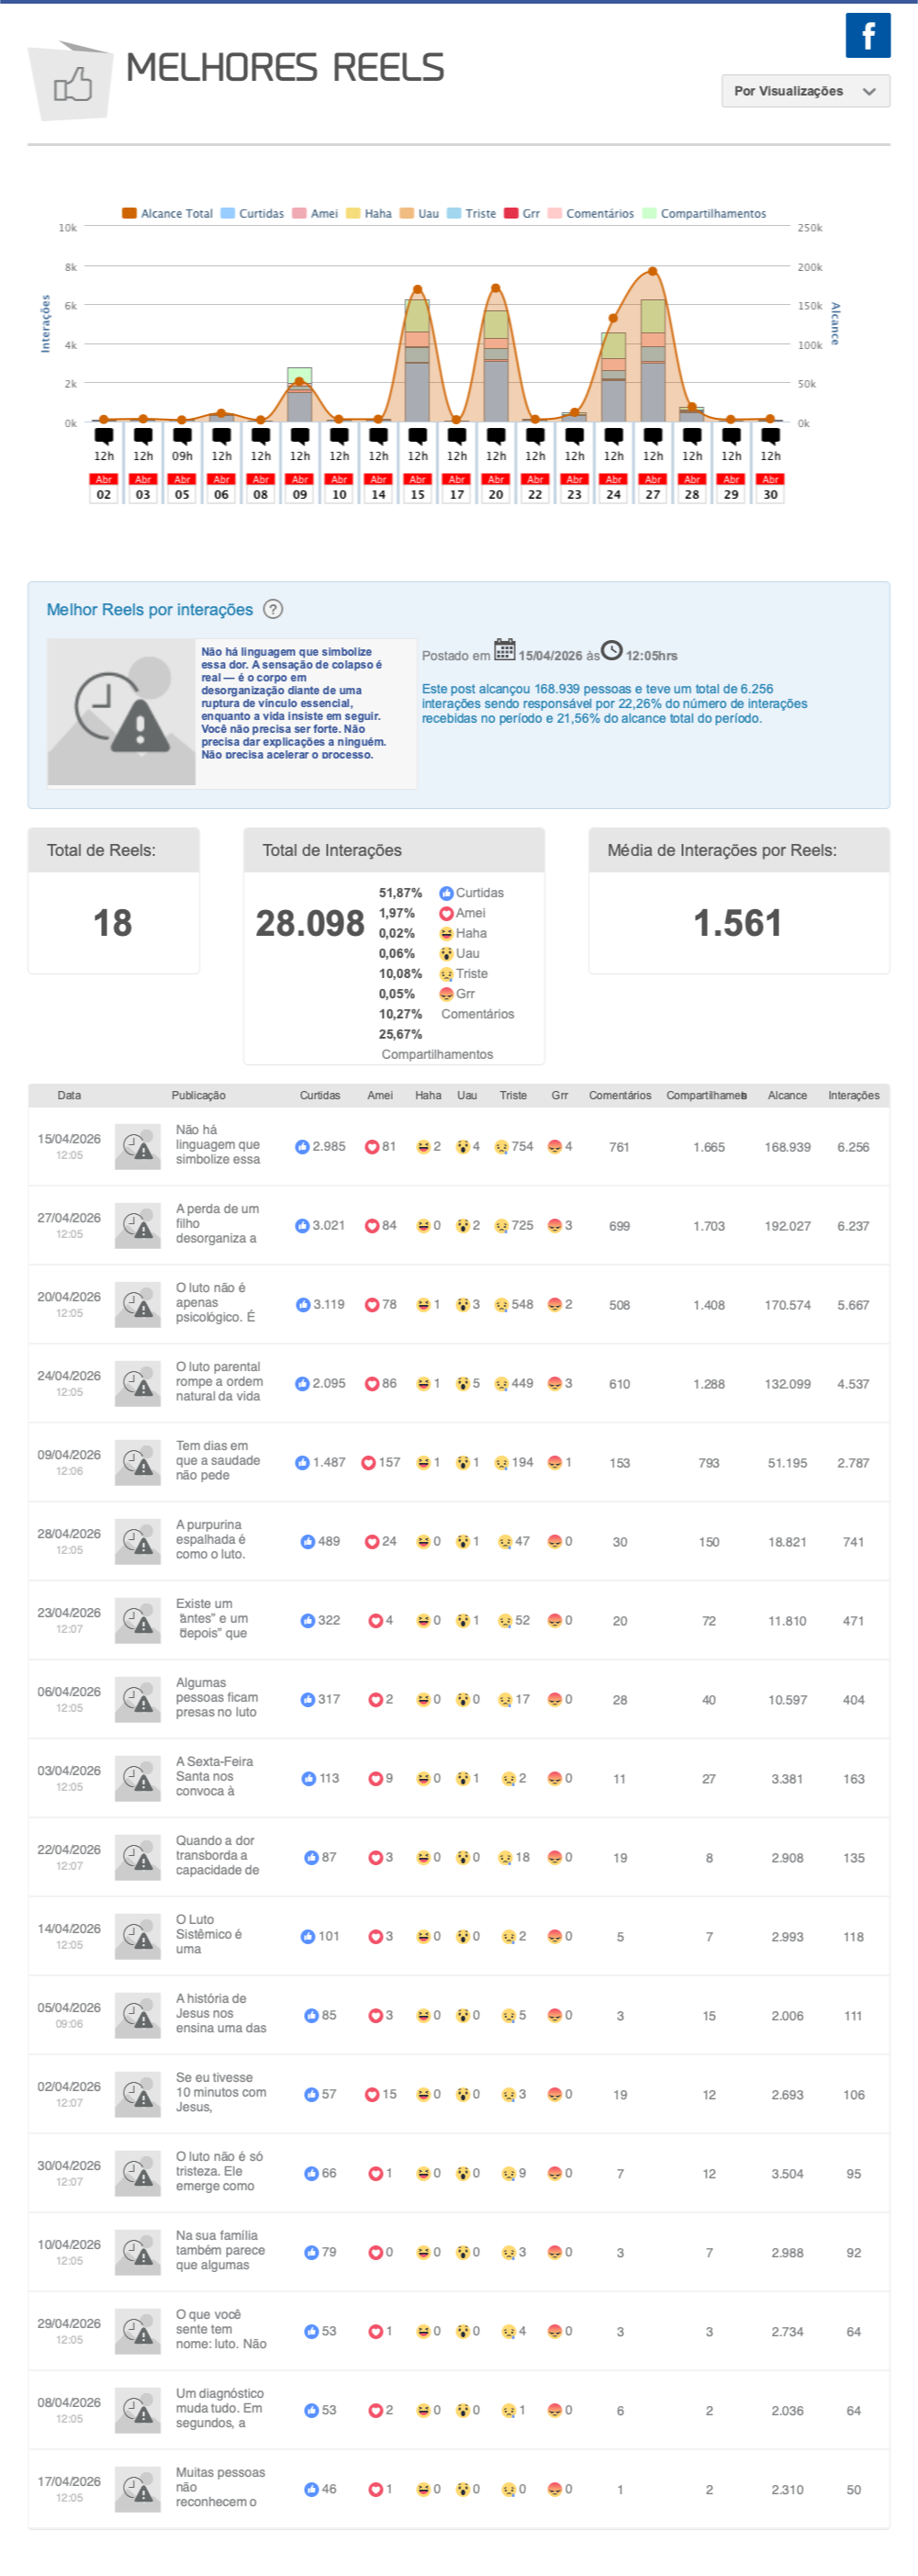 MELHORES REELS
f
Por Visualizações
Alcance Total Curtidas Amei Haha Uau Triste Grr Comentários Compartilhamentos
10k 250k
8k 200k
6k 150k
4k 100k
2k 50k
0k 0k
Interações
Alcance
12h 12h 09h 12h 12h 12h 12h 12h 12h 12h 12h 12h 12h 12h 12h 12h 12h 12h
Abr Abr Abr Abr Abr Abr Abr Abr Abr Abr Abr Abr Abr Abr Abr Abr Abr Abr
02 03 05 06 08 09 10 14 15 17 20 22 23 24 27 28 29 30
Melhor Reels por interações ?
Não há linguagem que simbolize
essa dor. A sensação de colapso é
real — é o corpo em
desorganização diante de uma
ruptura de vínculo essencial,
enquanto a vida insiste em seguir.
Você não precisa ser forte. Não
precisa dar explicações a ninguém.
Não precisa acelerar o processo.
Postado em 15/04/2026 às 12:05hrs
Este post alcançou 168.939 pessoas e teve um total de 6.256
interações sendo responsável por 22,26% do número de interações
recebidas no período e 21,56% do alcance total do período.
Total de Reels:
18
Total de Interações
28.098
51,87% Curtidas
1,97% Amei
0,02% Haha
0,06% Uau
10,08% Triste
0,05% Grr
10,27% Comentários
25,67%
Compartilhamentos
Média de Interações por Reels:
1.561
Data Publicação Curtidas Amei Haha Uau Triste Grr Comentários Compartilhamen Alcance Interações
15/04/2026
12:05
Não há
linguagem que
simbolize essa
2.985 81 2 4 754 4 761 1.665 168.939 6.256
27/04/2026
12:05
A perda de um
filho
desorganiza a
3.021 84 0 2 725 3 699 1.703 192.027 6.237
20/04/2026
12:05
O luto não é
apenas
psicológico. É
3.119 78 1 3 548 2 508 1.408 170.574 5.667
24/04/2026
12:05
O luto parental
rompe a ordem
natural da vida
2.095 86 1 5 449 3 610 1.288 132.099 4.537
09/04/2026
12:06
Tem dias em
que a saudade
não pede
1.487 157 1 1 194 1 153 793 51.195 2.787
28/04/2026
12:05
A purpurina
espalhada é
como o luto.
489 24 0 1 47 0 30 150 18.821 741
23/04/2026
12:07
Existe um
“antes” e um
“depois” que
322 4 0 1 52 0 20 72 11.810 471
06/04/2026
12:05
Algumas
pessoas ficam
presas no luto
317 2 0 0 17 0 28 40 10.597 404
03/04/2026
12:05
A Sexta-Feira
Santa nos
convoca à
113 9 0 1 2 0 11 27 3.381 163
22/04/2026
12:07
Quando a dor
transborda a
capacidade de
87 3 0 0 18 0 19 8 2.908 135
14/04/2026
12:05
O Luto
Sistêmico é
uma
101 3 0 0 2 0 5 7 2.993 118
05/04/2026
09:06
A história de
Jesus nos
ensina uma das
85 3 0 0 5 0 3 15 2.006 111
02/04/2026
12:07
Se eu tivesse
10 minutos com
Jesus,
57 15 0 0 3 0 19 12 2.693 106
30/04/2026
12:07
O luto não é só
tristeza. Ele
emerge como
66 1 0 0 9 0 7 12 3.504 95
10/04/2026
12:05
Na sua família
também parece
que algumas
79 0 0 0 3 0 3 7 2.988 92
29/04/2026
12:05
O que você
sente tem
nome: luto. Não
53 1 0 0 4 0 3 3 2.734 64
08/04/2026
12:05
Um diagnóstico
muda tudo. Em
segundos, a
53 2 0 0 1 0 6 2 2.036 64
17/04/2026
12:05
Muitas pessoas
não
reconhecem o
46 1 0 0 0 0 1 2 2.310 50